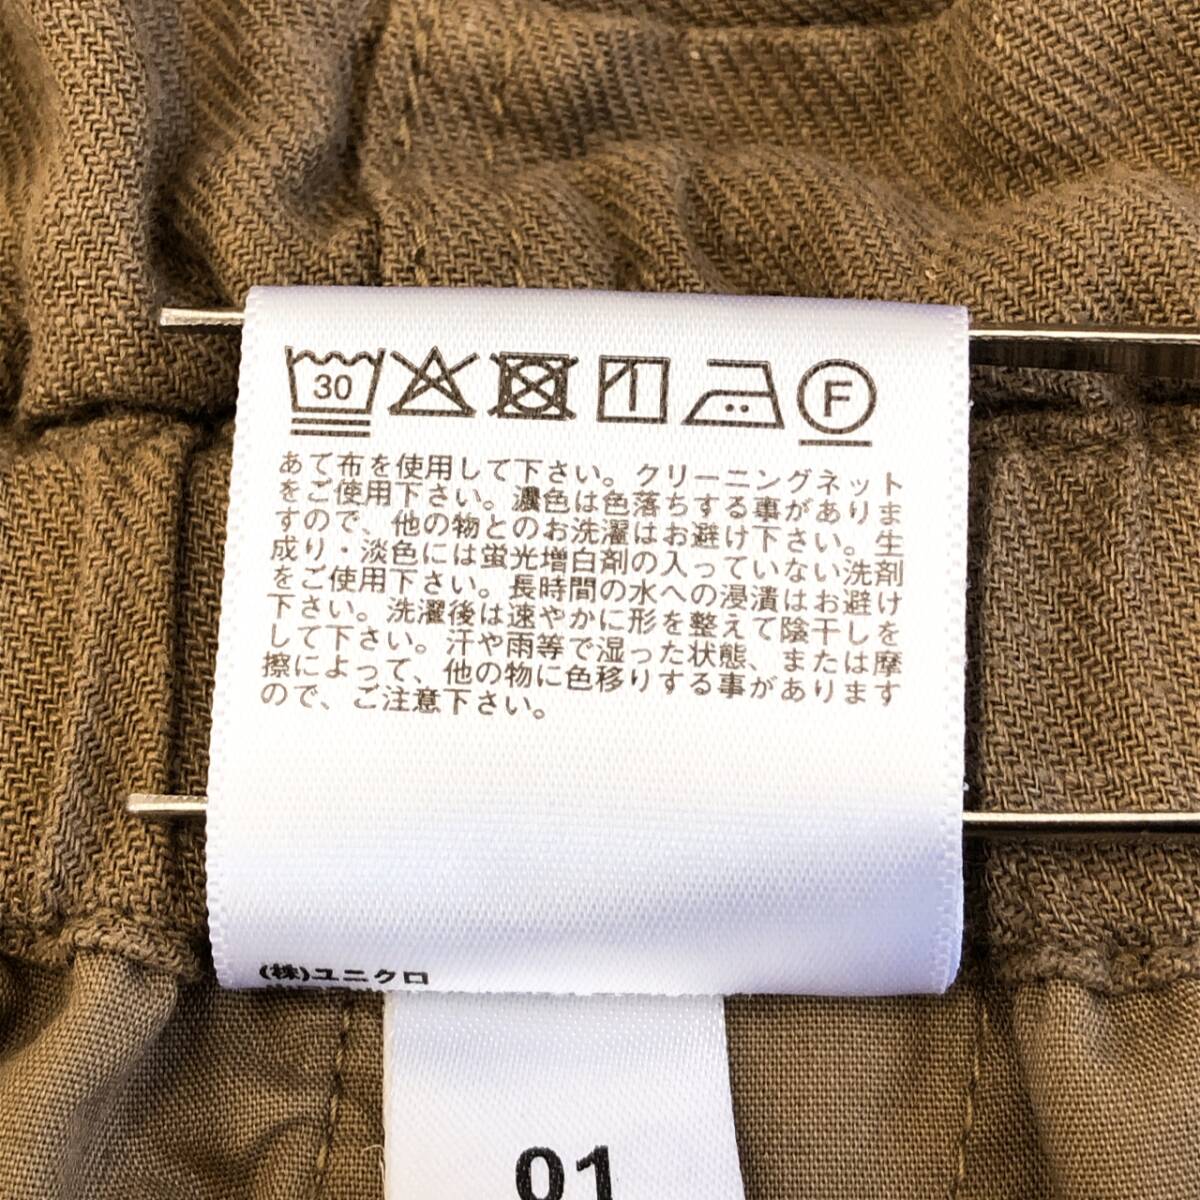 30
F
あて布を使用して下さい。クリーニングネット
をご使用下さい。濃色は色落ちする事がありま
すので、他の物とのお洗濯はお避け下さい。生
成り・淡色には蛍光増白剤の入っていない洗剤
をご使用下さい。長時間の水への浸漬はお避け
下さい。洗濯後は速やかに形を整えて陰干しを
して下さい。汗や雨等で湿った状態、または摩
擦によって、他の物に色移りする事があります
ので、ご注意下さい。
(株)ユニクロ
01